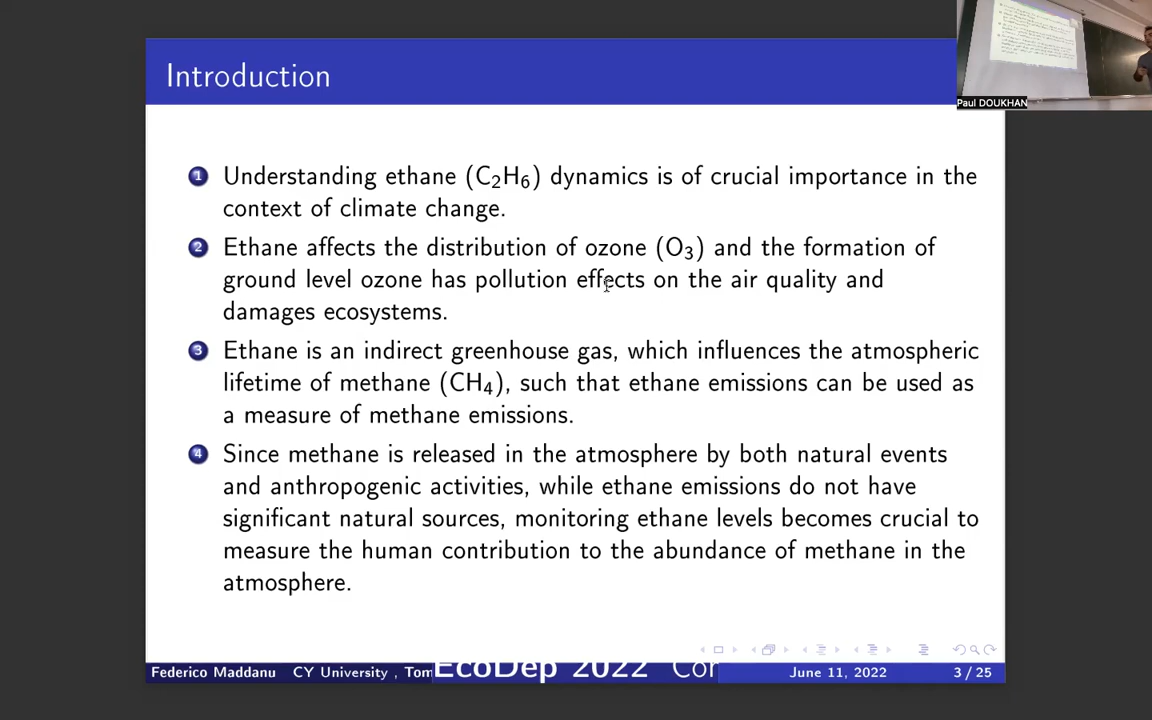 Introduction
Paul DOUKHAN
1 Understanding ethane (C₂H₆) dynamics is of crucial importance in the
context of climate change.
2 Ethane affects the distribution of ozone (O₃) and the formation of
ground level ozone has pollution effects on the air quality and
damages ecosystems.
3 Ethane is an indirect greenhouse gas, which influences the atmospheric
lifetime of methane (CH₄), such that ethane emissions can be used as
a measure of methane emissions.
4 Since methane is released in the atmosphere by both natural events
and anthropogenic activities, while ethane emissions do not have
significant natural sources, monitoring ethane levels becomes crucial to
measure the human contribution to the abundance of methane in the
atmosphere.
Federico Maddanu CY University , Tom EcoDep 2022 Con June 11, 2022 3 / 25